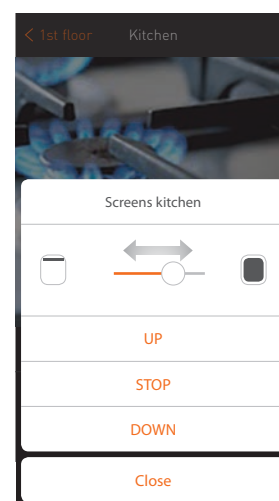 < 1st floor Kitchen
Screens kitchen
UP
STOP
DOWN
Close